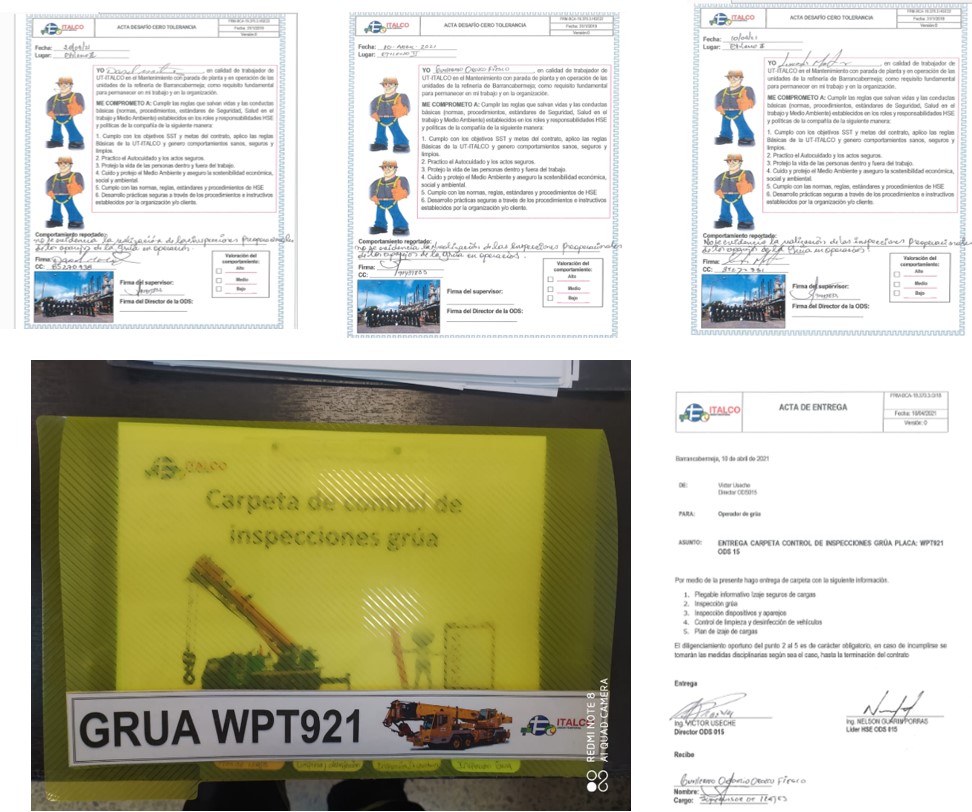 ITALCO
ACTA DESAFÍO CERO TOLERANCIA
Fecha:
Lugar:
YO
en calidad de trabajador de
UT-ITALCO en el Mantenimiento con parada de planta y en operación de las
unidades de la refinería de Barrancabermeja; como requisito fundamental
para permanecer en mi trabajo y en la organización.
ME COMPROMETO A: Cumplir las reglas que salvan vidas y las conductas
básicas (normas, procedimientos, estándares de Seguridad, Salud en el
trabajo y Medio Ambiente) establecidos en los roles y responsabilidades HSE
y políticas de la compañía de la siguiente manera:
1. Cumplo con los objetivos SST y metas del contrato, aplico las reglas
Básicas de la UT-ITALCO y genero comportamientos sanos, seguros y
limpios.
2. Practico el Autocuidado y los actos seguros.
3. Protejo la vida de las personas dentro y fuera del trabajo.
4. Cuido y protejo el Medio Ambiente y aseguro la sostenibilidad económica,
social y ambiental.
5. Cumplo con las normas, reglas, estándares y procedimientos de HSE
6. Desarrollo prácticas seguras a través de los procedimientos e instructivos
establecidos por la organización y/o cliente.
Comportamiento reportado:
no se evidencia la realización de las inspecciones preoperacionales
de los aparejos de la Grúa en operación.
Firma:
CC:
Firma del supervisor:
Firma del Director de la ODS:
Valoración del
comportamiento:
Alto
Medio
Bajo
ITALCO
ACTA DESAFÍO CERO TOLERANCIA
Fecha: 10-ABRIL-2021
Lugar:
YO
en calidad de trabajador de
UT-ITALCO en el Mantenimiento con parada de planta y en operación de las
unidades de la refinería de Barrancabermeja; como requisito fundamental
para permanecer en mi trabajo y en la organización.
ME COMPROMETO A: Cumplir las reglas que salvan vidas y las conductas
básicas (normas, procedimientos, estándares de Seguridad, Salud en el
trabajo y Medio Ambiente) establecidos en los roles y responsabilidades HSE
y políticas de la compañía de la siguiente manera:
1. Cumplo con los objetivos SST y metas del contrato, aplico las reglas
Básicas de la UT-ITALCO y genero comportamientos sanos, seguros y
limpios.
2. Practico el Autocuidado y los actos seguros.
3. Protejo la vida de las personas dentro y fuera del trabajo.
4. Cuido y protejo el Medio Ambiente y aseguro la sostenibilidad económica,
social y ambiental.
5. Cumplo con las normas, reglas, estándares y procedimientos de HSE
6. Desarrollo prácticas seguras a través de los procedimientos e instructivos
establecidos por la organización y/o cliente.
Comportamiento reportado:
no se evidencia la realización de las inspecciones preoperacionales
de los aparejos de la Grúa en operación.
Firma:
CC:
Firma del supervisor:
Firma del Director de la ODS:
Valoración del
comportamiento:
Alto
Medio
Bajo
ITALCO
ACTA DESAFÍO CERO TOLERANCIA
Fecha: 10/04/21
Lugar:
YO
en calidad de trabajador de
UT-ITALCO en el Mantenimiento con parada de planta y en operación de las
unidades de la refinería de Barrancabermeja; como requisito fundamental
para permanecer en mi trabajo y en la organización.
ME COMPROMETO A: Cumplir las reglas que salvan vidas y las conductas
básicas (normas, procedimientos, estándares de Seguridad, Salud en el
trabajo y Medio Ambiente) establecidos en los roles y responsabilidades HSE
y políticas de la compañía de la siguiente manera:
1. Cumplo con los objetivos SST y metas del contrato, aplico las reglas
Básicas de la UT-ITALCO y genero comportamientos sanos, seguros y
limpios.
2. Practico el Autocuidado y los actos seguros.
3. Protejo la vida de las personas dentro y fuera del trabajo.
4. Cuido y protejo el Medio Ambiente y aseguro la sostenibilidad económica,
social y ambiental.
5. Cumplo con las normas, reglas, estándares y procedimientos de HSE
6. Desarrollo prácticas seguras a través de los procedimientos e instructivos
establecidos por la organización y/o cliente.
Comportamiento reportado:
No se evidencia la realización de las inspecciones preoperacionales
de los aparejos de la Grúa en operación.
Firma:
CC:
Firma del supervisor:
Firma del Director de la ODS:
Valoración del
comportamiento:
Alto
Medio
Bajo
ITALCO
Carpeta de control de
inspecciones grúa
GRUA WPT921
ITALCO
REDMI NOTE 8
AI QUAD CAMERA
ITALCO
ACTA DE ENTREGA
Fecha: 10/04/2021
Versión: 0
Barrancabermeja, 10 de abril de 2021
DE:
Víctor Useche
Director ODS015
PARA:
Operador de grúa
ASUNTO:
ENTREGA CARPETA CONTROL DE INSPECCIONES GRÚA PLACA: WPT921
ODS 15
Por medio de la presente hago entrega de carpeta con la siguiente información.
1. Plegable informativo Izaje seguros de cargas
2. Inspección grúa
3. Inspección dispositivos y aparejos
4. Control de limpieza y desinfección de vehículos
5. Plan de izaje de cargas
El diligenciamiento oportuno del punto 2 al 5 es de carácter obligatorio, en caso de incumplirse se
tomarán las medidas disciplinarias según sea el caso, hasta la terminación del contrato
Entrega
Ing. VICTOR USECHE
Director ODS 015
Ing. NELSON GUARIN PORRAS
Líder HSE ODS 015
Recibe
Nombre:
Cargo: